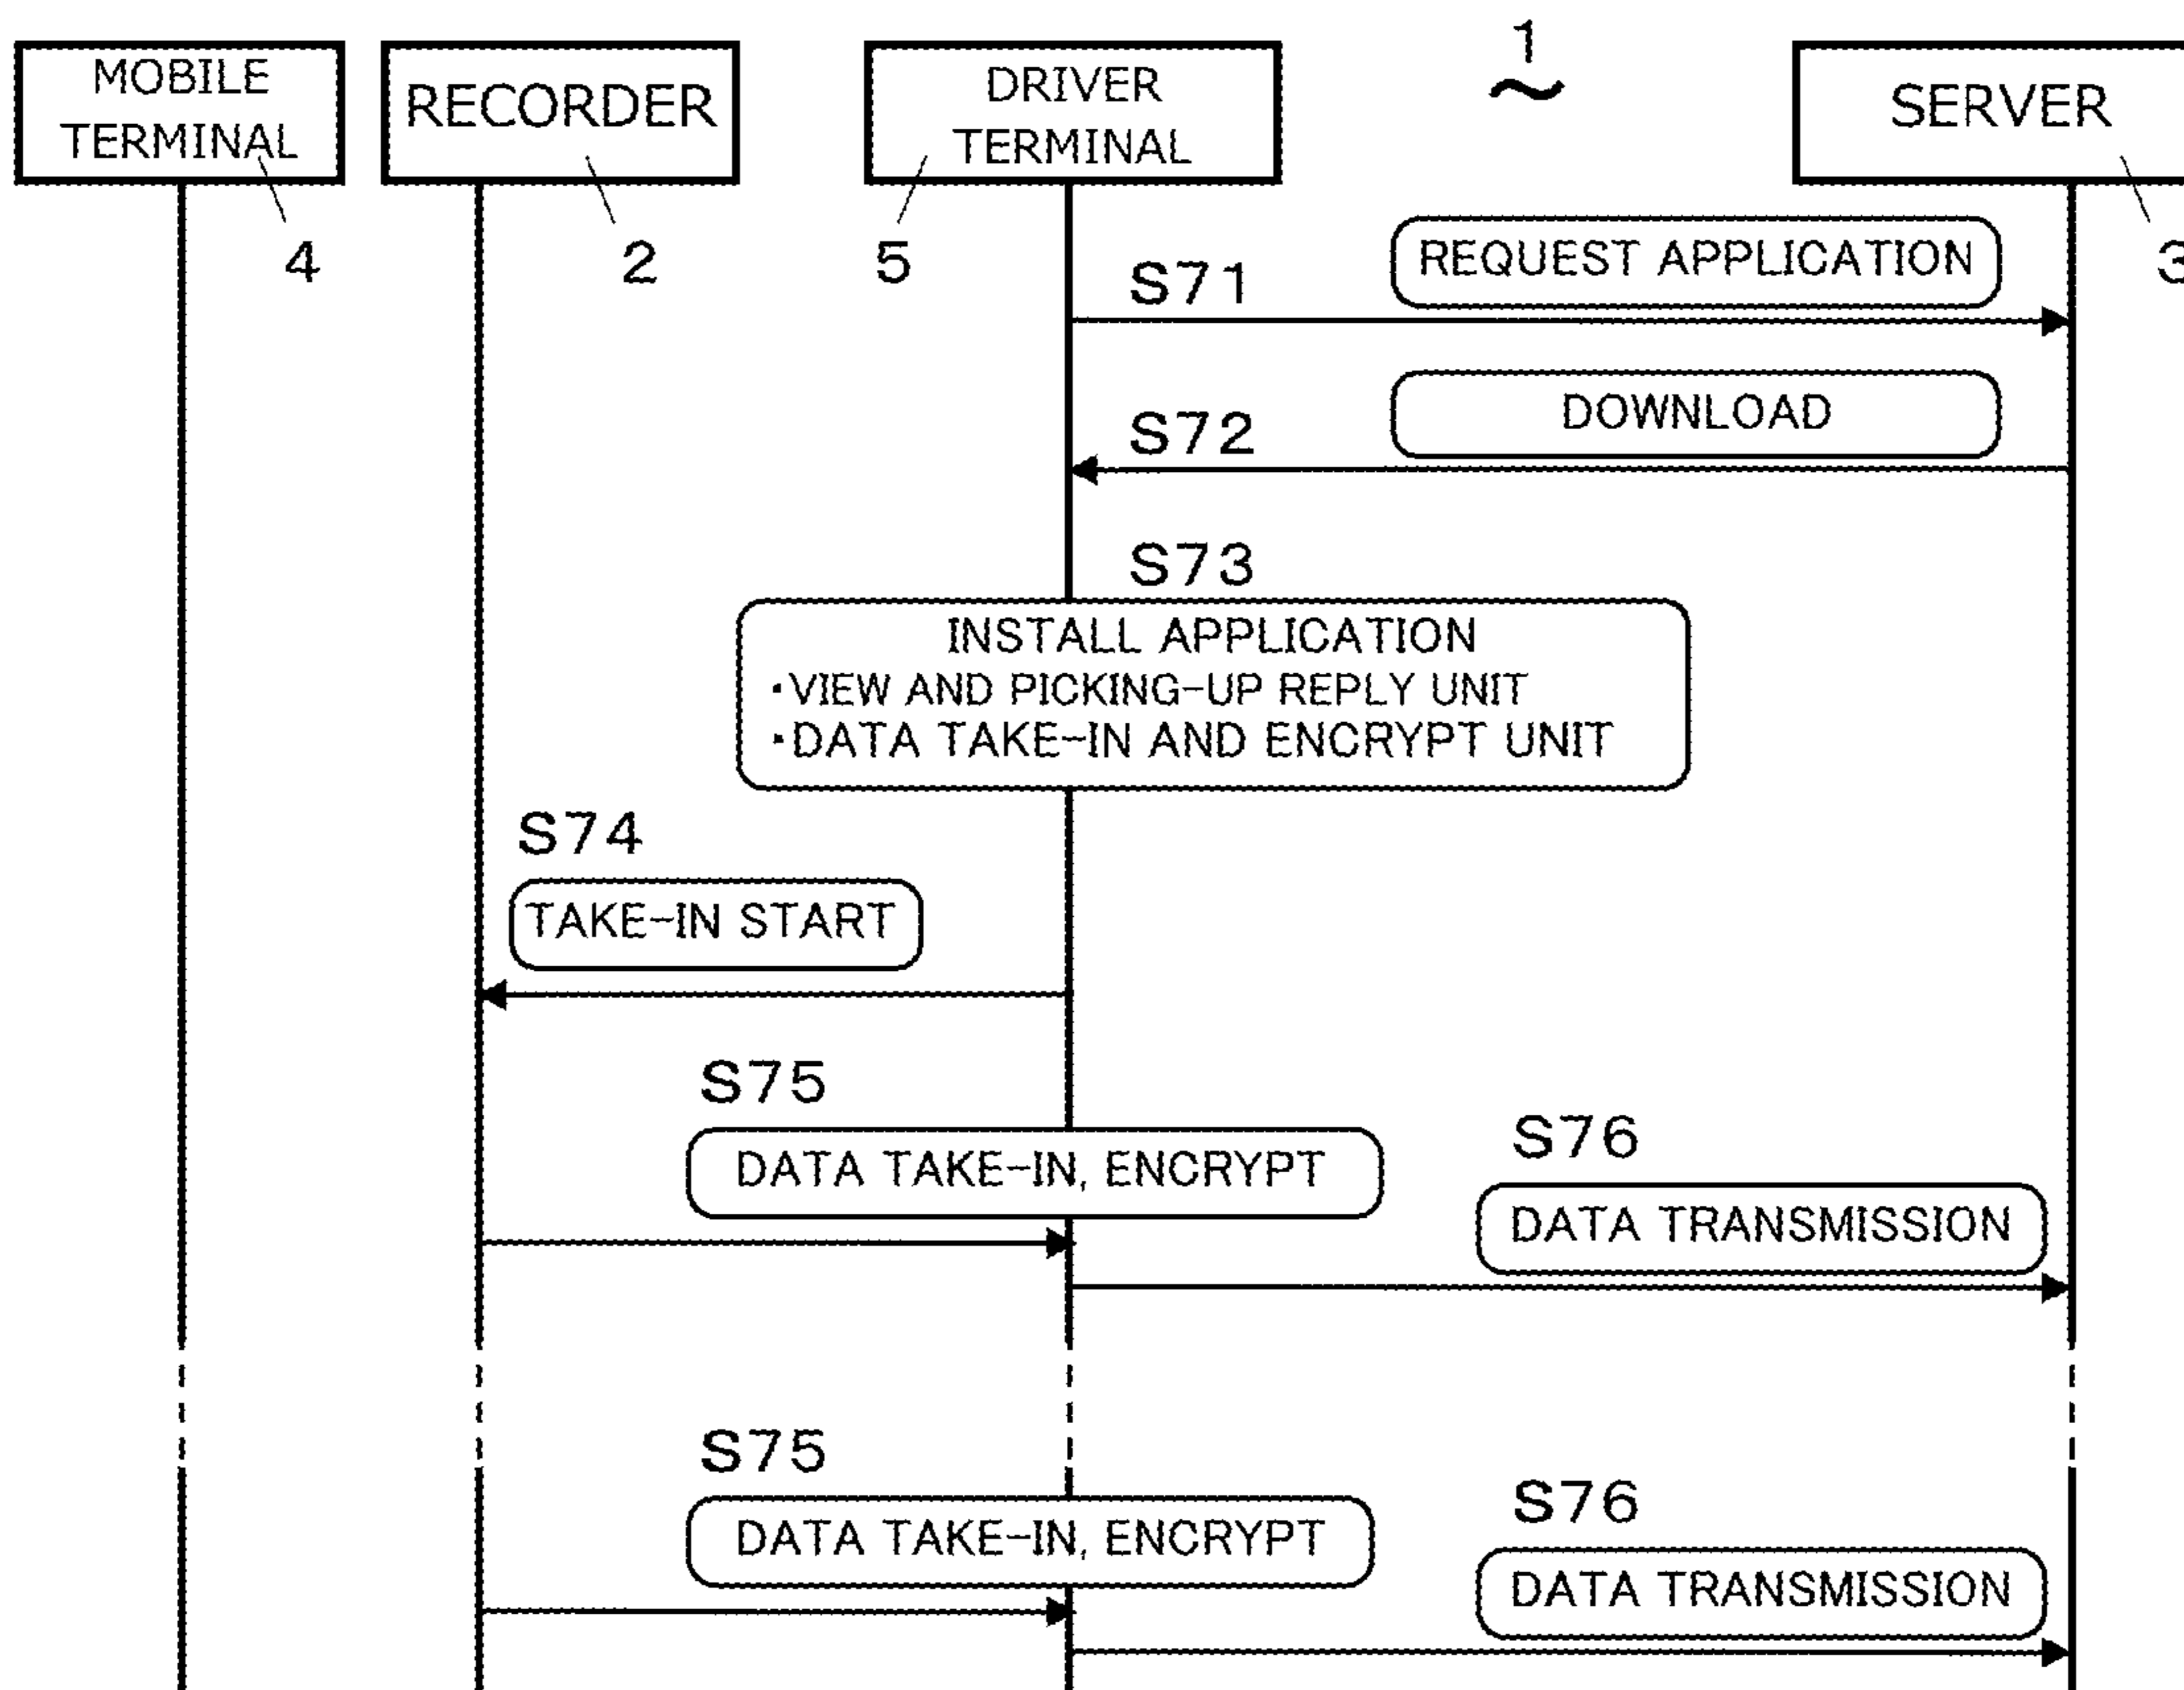 1
MOBILE
TERMINAL
RECORDER
DRIVER
TERMINAL
SERVER
4
2
5
3
S71
REQUEST APPLICATION
S72
DOWNLOAD
S73
INSTALL APPLICATION
・VIEW AND PICKING-UP REPLY UNIT
・DATA TAKE-IN AND ENCRYPT UNIT
S74
TAKE-IN START
S75
DATA TAKE-IN, ENCRYPT
S76
DATA TRANSMISSION
S75
DATA TAKE-IN, ENCRYPT
S76
DATA TRANSMISSION